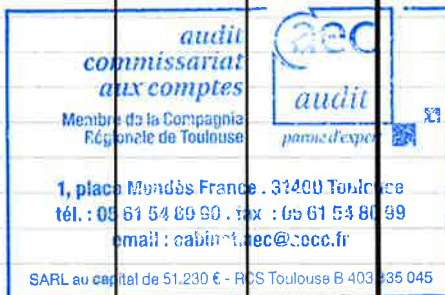 audit
commissariat
aux comptes
Membre de la Compagnie
Régionale de Toulouse
aec
audit
1, place Mendès France . 31400 Toulouse
tél. : 05 61 54 80 90 . fax : 05 61 54 80 99
email :
SARL au capital de 51.230 € - RCS Toulouse B 403 335 045